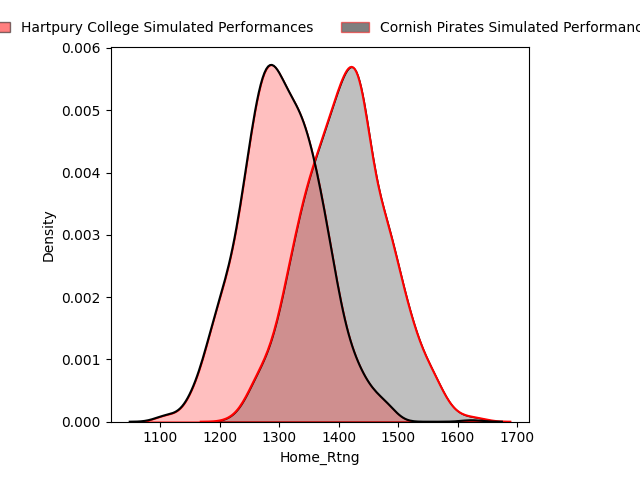 Hartpury College Simulated Performances
Cornish Pirates Simulated
0.006
0.005
0.004
0.003
0.002
0.001
0.000
Density
1100 1200 1300 1400 1500 1600 1700
Home_Rtng